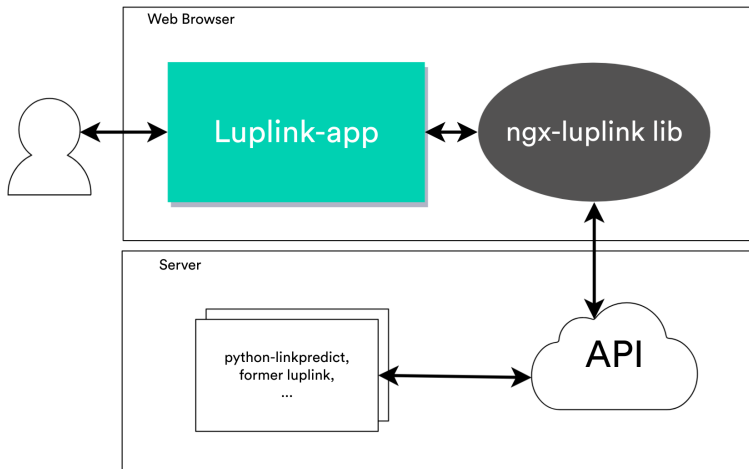 Web Browser
Luplink-app
ngx-luplink lib
Server
python-linkpredict,
former luplink,
...
API